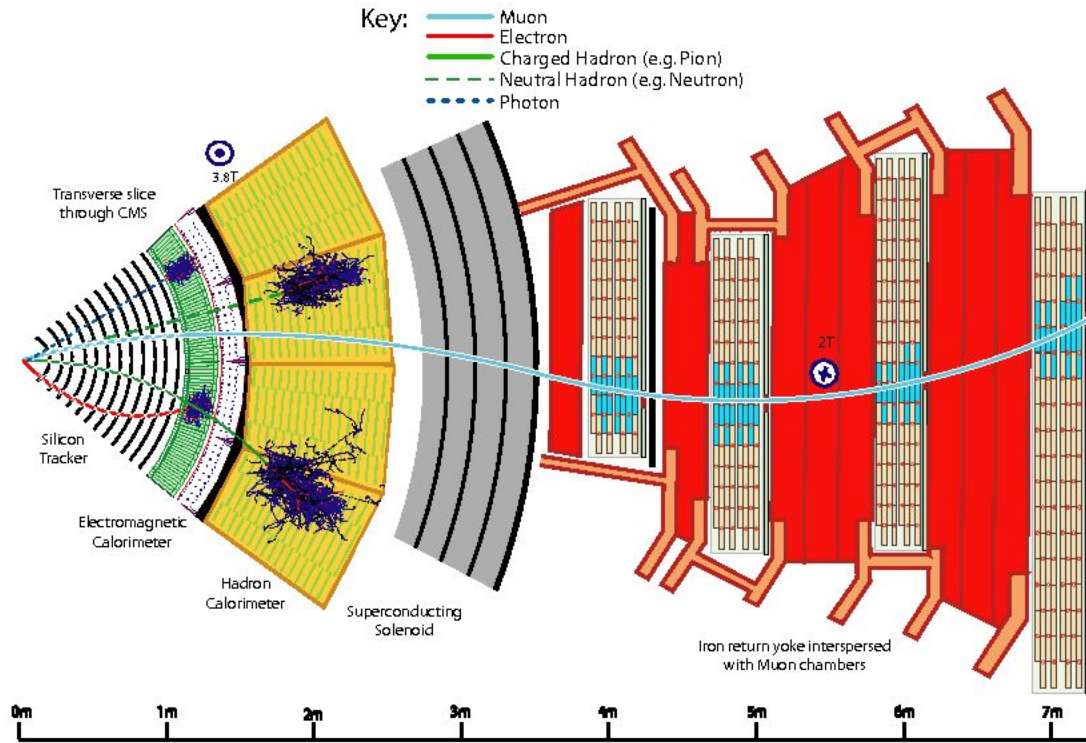 Key:
Muon
Electron
Charged Hadron (e.g. Pion)
Neutral Hadron (e.g. Neutron)
Photon
3.8T
Transverse slice
through CMS
2T
Silicon
Tracker
Electromagnetic
Calorimeter
Hadron
Calorimeter
Superconducting
Solenoid
Iron return yoke interspersed
with Muon chambers
0m 1m 2m 3m 4m 5m 6m 7m